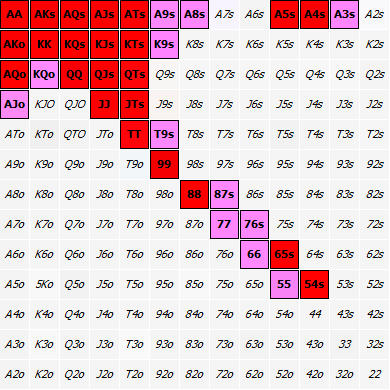 AA AKs AQs AJs ATs A9s A8s A7s A6s A5s A4s A3s A2s
AKo KK KQs KJs KTs K9s K8s K7s K6s K5s K4s K3s K2s
AQo KQo QQ QJs QTs Q9s Q8s Q7s Q6s Q5s Q4s Q3s Q2s
AJo KJO QJO JJ JTs J9s J8s J7s J6s J5s J4s J3s J2s
ATo KTo QTO JTo TT T9s T8s T7s T6s T5s T4s T3s T2s
A9o K9o Q9o J9o T9o 99 98s 97s 96s 95s 94s 93s 92s
A8o K8o Q8o J8o T8o 98o 88 87s 86s 85s 84s 83s 82s
A7o K7o Q7o J7o T7o 97o 87o 77 76s 75s 74s 73s 72s
A6o K6o Q6o J6o T6o 96o 86o 76o 66 65s 64s 63s 62s
A5o 5Ko Q5o J5o T5o 95o 85o 75o 65o 55 54s 53s 52s
A4o K4o Q4o J4o T4o 94o 84o 74o 64o 54o 44 43s 42s
A3o K3o Q3o J3o T3o 93o 83o 73o 63o 53o 43o 33 32s
A2o K2o Q2o J2o T2o 92o 82o 72o 62o 52o 42o 32o 22